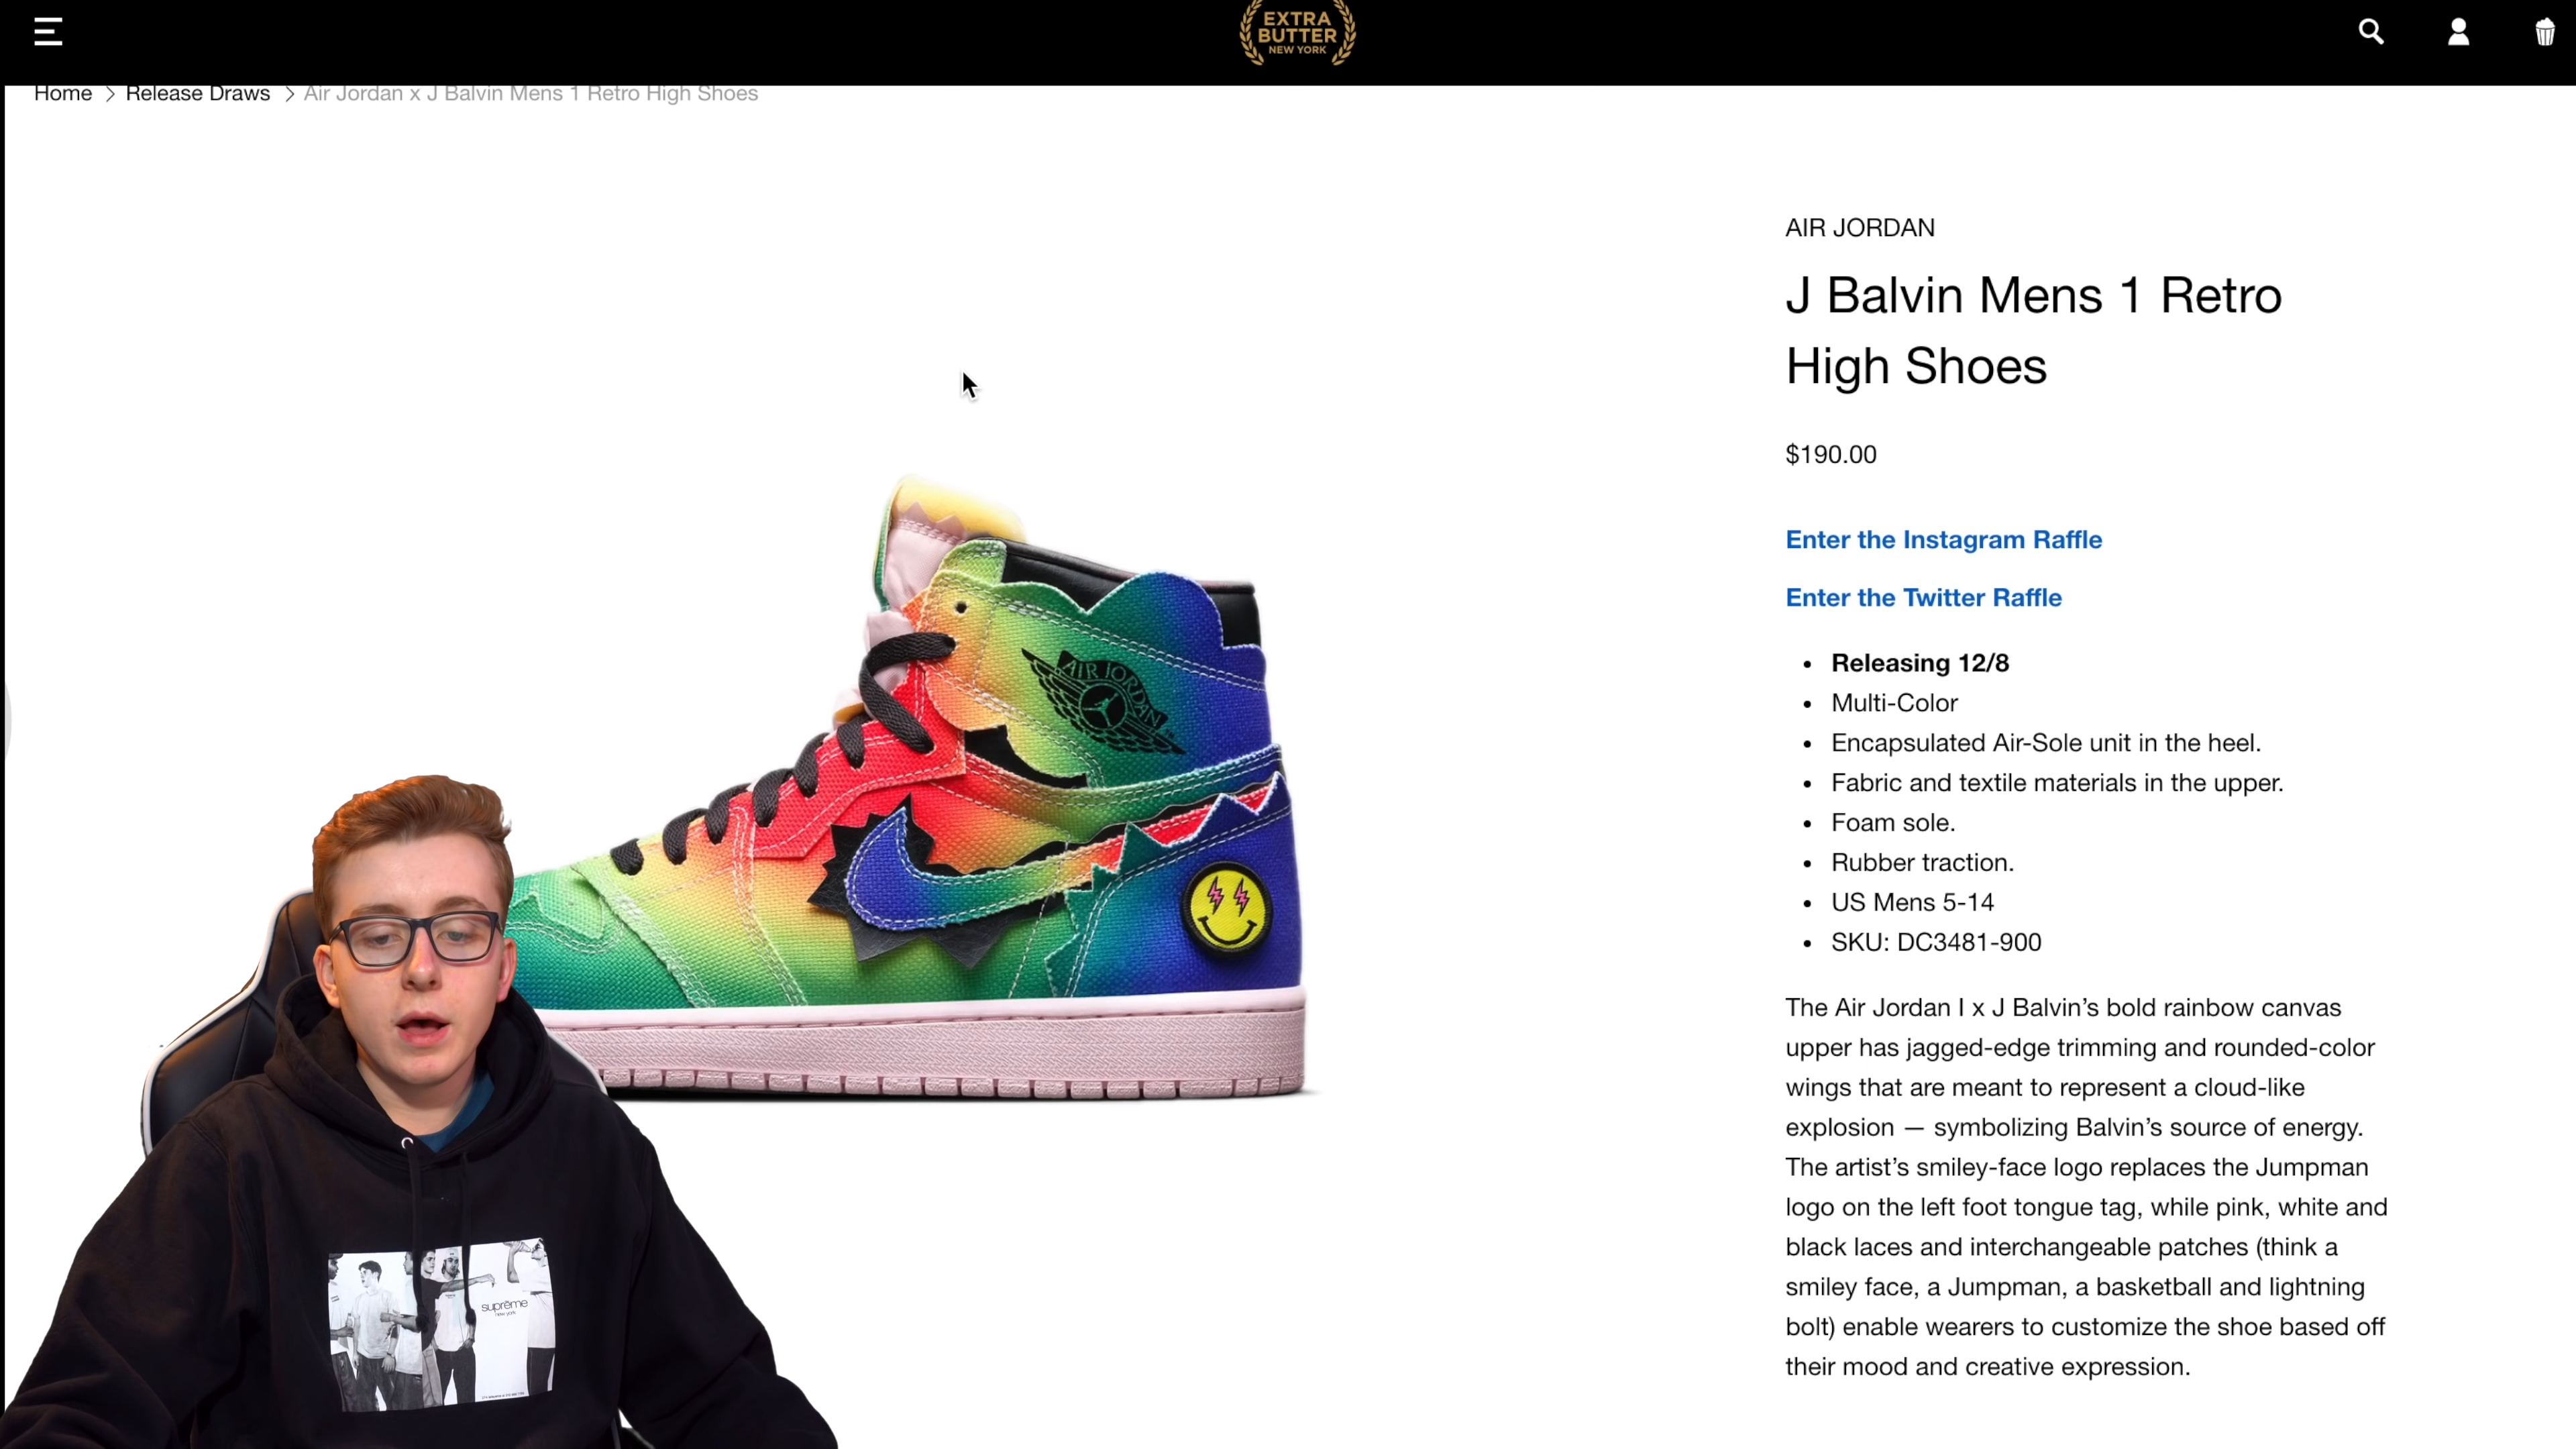 EXTRA
BUTTER
NEW YORK
Home > Release Draws > Air Jordan x J Balvin Mens 1 Retro High Shoes
AIR JORDAN
J Balvin Mens 1 Retro
High Shoes
$190.00
Enter the Instagram Raffle
Enter the Twitter Raffle
• Releasing 12/8
• Multi-Color
• Encapsulated Air-Sole unit in the heel.
• Fabric and textile materials in the upper.
• Foam sole.
• Rubber traction.
• US Mens 5-14
• SKU: DC3481-900
The Air Jordan I x J Balvin’s bold rainbow canvas
upper has jagged-edge trimming and rounded-color
wings that are meant to represent a cloud-like
explosion — symbolizing Balvin’s source of energy.
The artist’s smiley-face logo replaces the Jumpman
logo on the left foot tongue tag, while pink, white and
black laces and interchangeable patches (think a
smiley face, a Jumpman, a basketball and lightning
bolt) enable wearers to customize the shoe based off
their mood and creative expression.
AIR JORDAN
suprême
new york